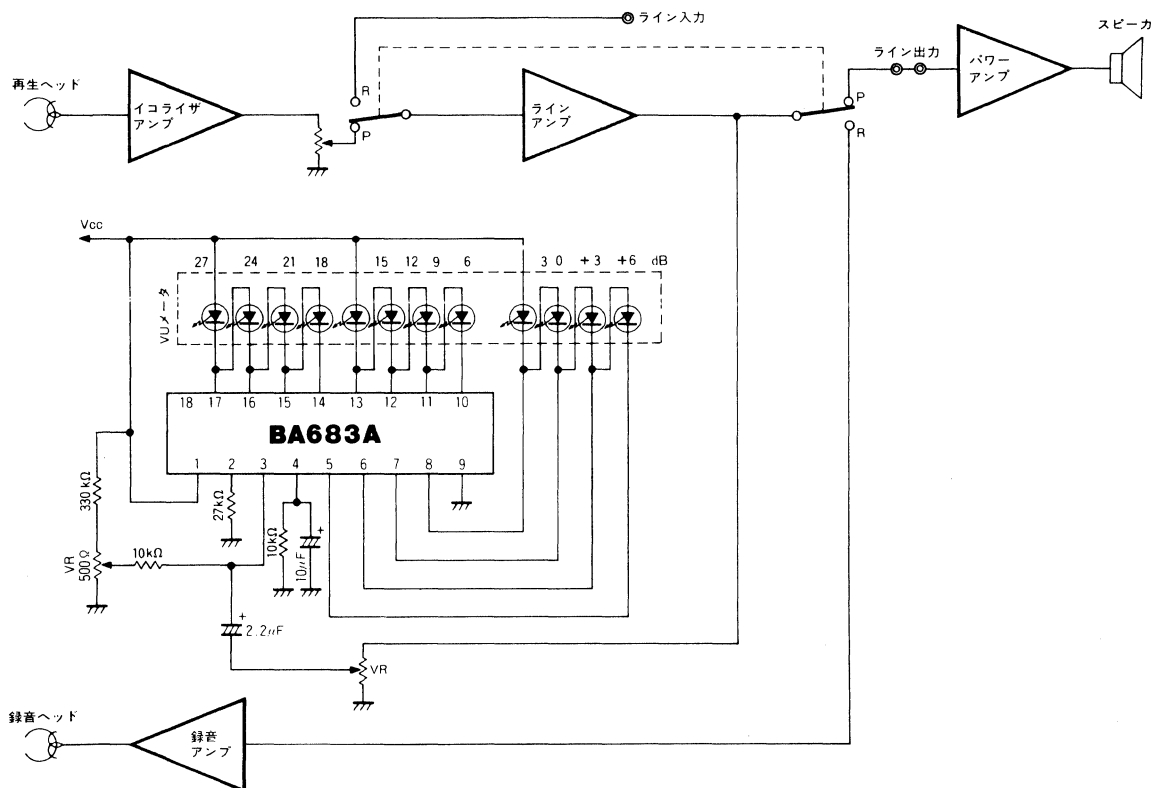 ライン入力
スピーカ
ライン出力
パワー
アンプ
再生ヘッド
イコライザ
アンプ
R
P
ライン
アンプ
P
R
Vcc
27 24 21 18 15 12 9 6 3 0 +3 +6 dB
VUメータ
18 17 16 15 14 13 12 11 10
BA683A
1 2 3 4 5 6 7 8 9
330kΩ
27kΩ
10kΩ
10μF
+
VR
500Ω
10kΩ
+
2.2μF
VR
録音ヘッド
録音
アンプ